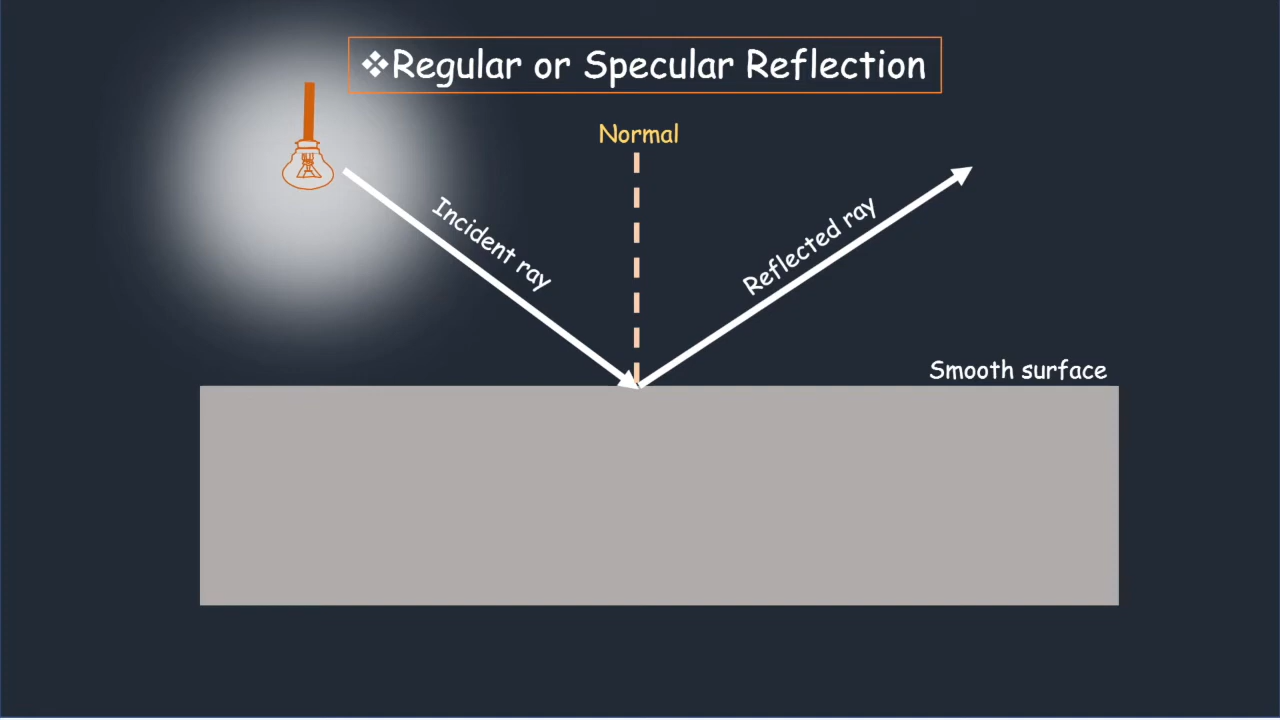 ❖Regular or Specular Reflection
Normal
Incident ray
Reflected ray
Smooth surface